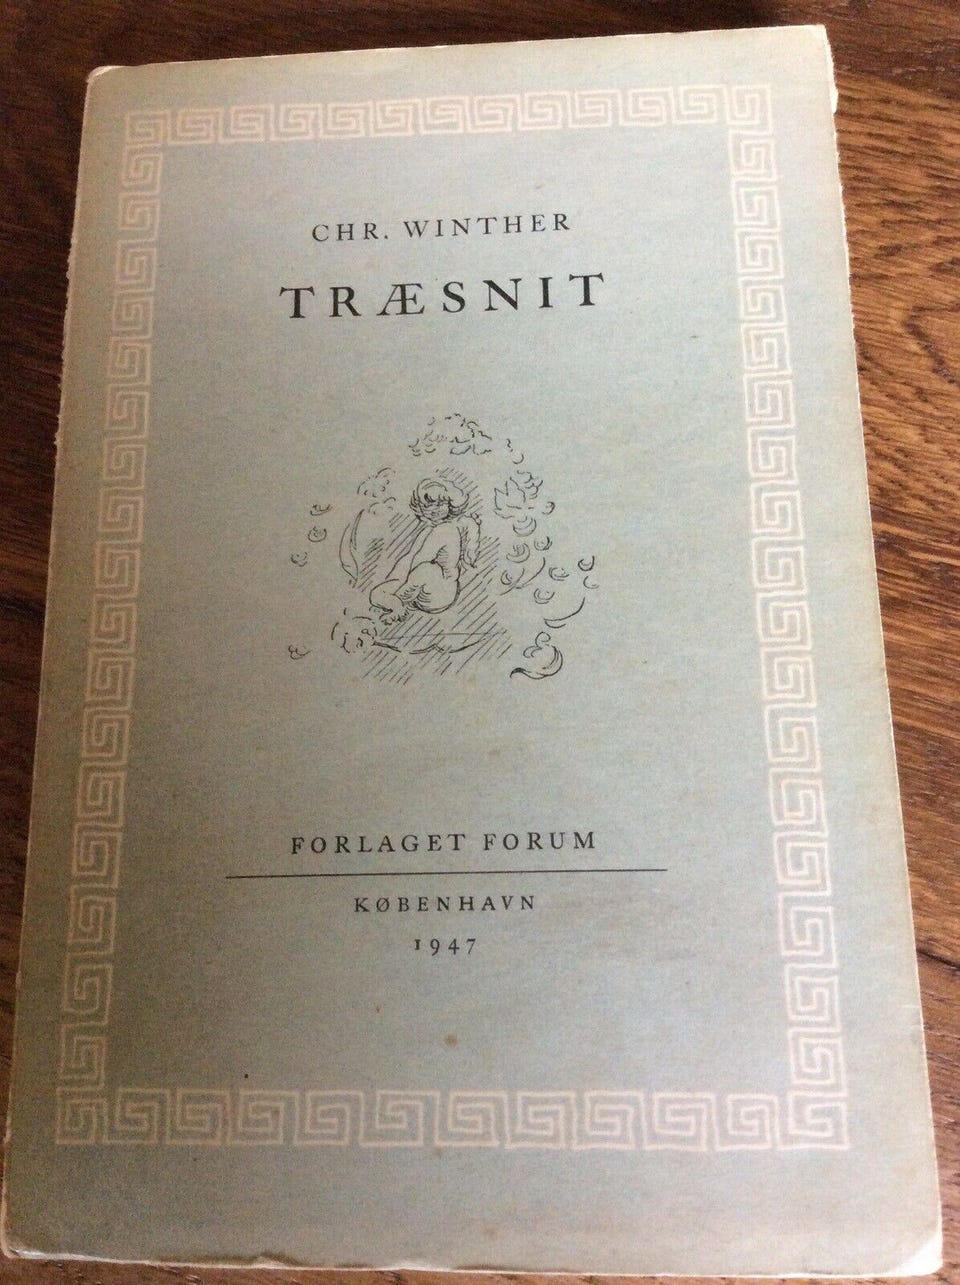 CHR. WINTHER
TRÆSNIT
FORLAGET FORUM
KØBENHAVN
1947